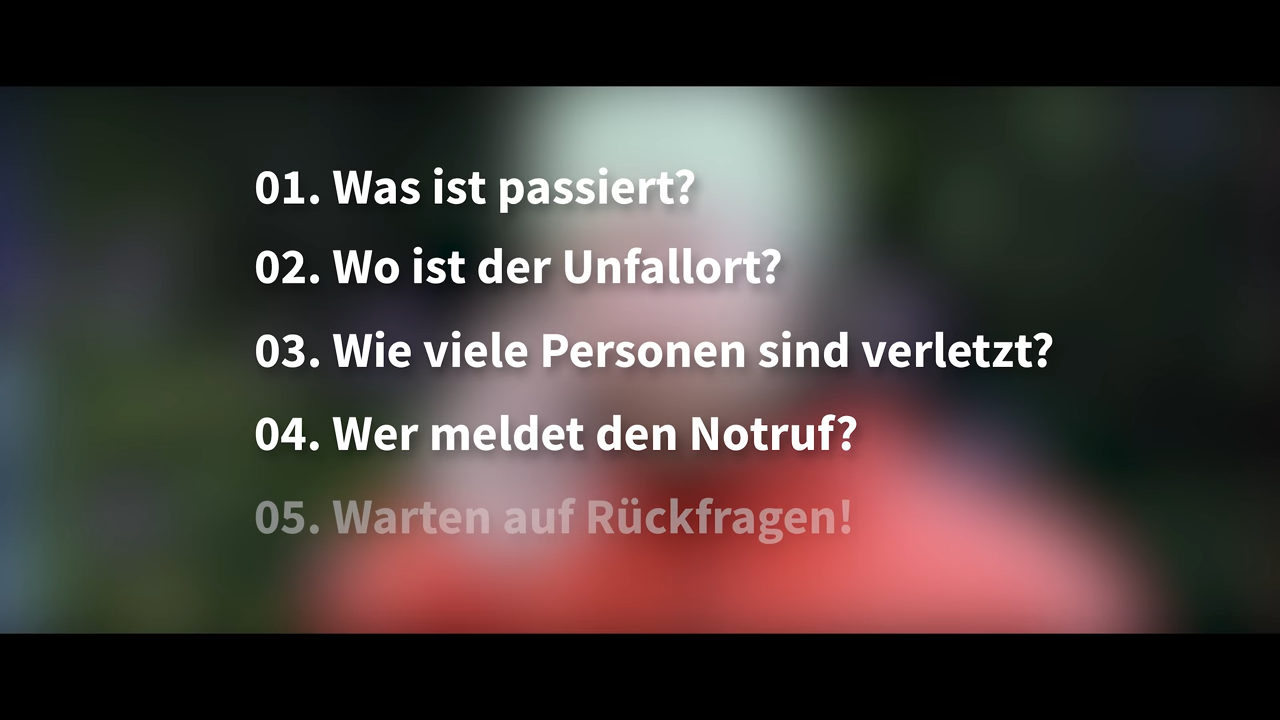 01. Was ist passiert?
02. Wo ist der Unfallort?
03. Wie viele Personen sind verletzt?
04. Wer meldet den Notruf?
05. Warten auf Rückfragen!